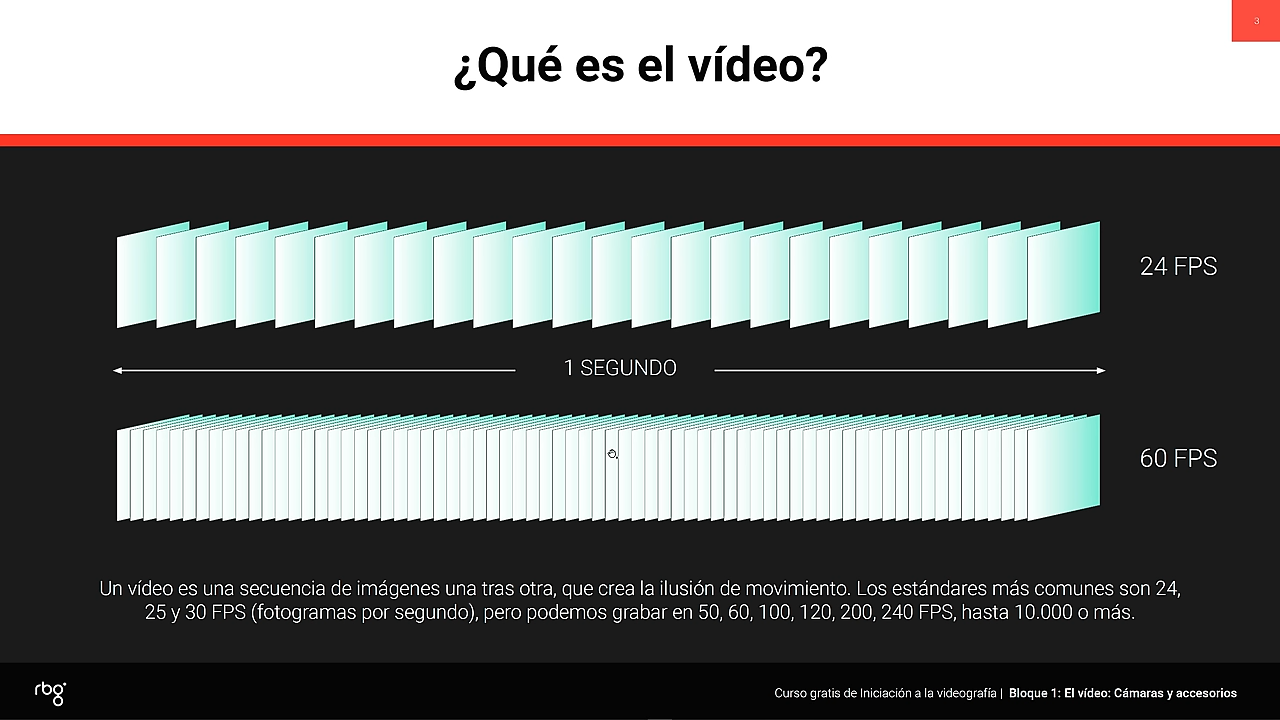 3
¿Qué es el vídeo?
24 FPS
1 SEGUNDO
60 FPS
Un vídeo es una secuencia de imágenes una tras otra, que crea la ilusión de movimiento. Los estándares más comunes son 24,
25 y 30 FPS (fotogramas por segundo), pero podemos grabar en 50, 60, 100, 120, 200, 240 FPS, hasta 10.000 o más.
rbg
Curso gratis de Iniciación a la videografía | Bloque 1: El vídeo: Cámaras y accesorios